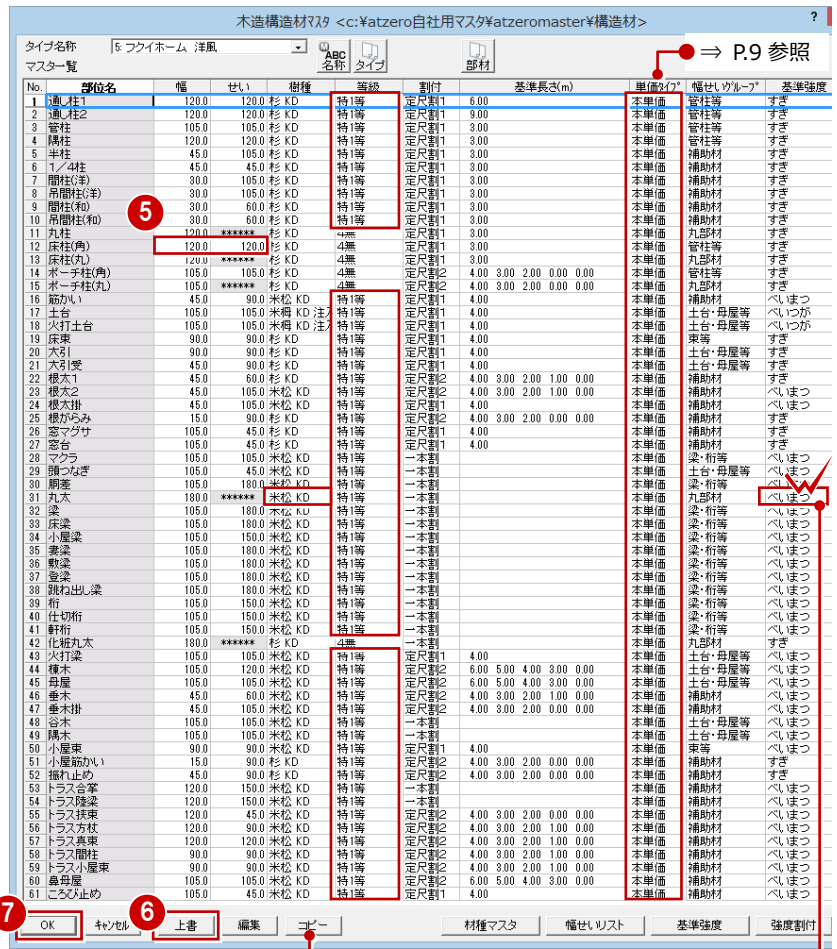 木造構造材ﾏｽﾀ <c:¥atzero自社用マスタ¥atzeromaster¥構造材> ?
タイプ名称 5: フクイホーム 洋風 ABC 名称 タイプ 部材 ⇒ P.9 参照
マスター覧
No. 部位名 幅 せい 樹種 等級 割付 基準長さ(m) 単価ﾀｲﾌﾟ 幅せいｸﾞﾙｰﾌﾟ 基準強度
1 通し柱1 120.0 120.0 杉 KD 特1等 定尺割1 6.00 本単価 管柱等 すぎ
2 通し柱2 120.0 120.0 杉 KD 特1等 定尺割1 9.00 本単価 管柱等 すぎ
3 管柱 105.0 105.0 杉 KD 特1等 定尺割1 3.00 本単価 管柱等 すぎ
4 隅柱 120.0 120.0 杉 KD 特1等 定尺割1 3.00 本単価 管柱等 すぎ
5 半柱 45.0 105.0 杉 KD 特1等 定尺割1 3.00 本単価 補助材 すぎ
6 1/4柱 45.0 45.0 杉 KD 特1等 定尺割1 3.00 本単価 補助材 すぎ
7 間柱(洋) 30.0 105.0 杉 KD 特1等 定尺割1 3.00 本単価 補助材 すぎ
8 吊間柱(洋) 30.0 105.0 杉 KD 特1等 定尺割1 3.00 本単価 補助材 すぎ
9 間柱(和) 30.0 60.0 杉 KD 特1等 定尺割1 3.00 本単価 補助材 すぎ
10 吊間柱(和) 30.0 60.0 杉 KD 特1等 定尺割1 3.00 本単価 補助材 すぎ
5
11 丸柱 120.0 ****** 杉 KD 4無 定尺割1 3.00 本単価 丸部材 すぎ
12 床柱(角) 120.0 120.0 杉 KD 4無 定尺割1 3.00 本単価 管柱等 すぎ
13 床柱(丸) 120.0 ****** 杉 KD 4無 定尺割1 3.00 本単価 丸部材 すぎ
14 ポーチ柱(角) 105.0 105.0 杉 KD 4無 定尺割2 4.00 3.00 2.00 0.00 0.00 本単価 管柱等 すぎ
15 ポーチ柱(丸) 105.0 ****** 杉 KD 4無 定尺割2 4.00 3.00 2.00 0.00 0.00 本単価 丸部材 すぎ
16 筋かい 45.0 90.0 米松 KD 特1等 定尺割1 4.00 本単価 補助材 べいまつ
17 土台 105.0 105.0 米栂 KD 注入 特1等 定尺割1 4.00 本単価 土台・母屋等 べいつが
18 火打土台 105.0 105.0 米栂 KD 注入 特1等 定尺割1 4.00 本単価 土台・母屋等 べいつが
19 床束 90.0 90.0 杉 KD 特1等 定尺割1 4.00 本単価 束等 すぎ
20 大引 90.0 90.0 杉 KD 特1等 定尺割1 4.00 本単価 土台・母屋等 すぎ
21 大引受 45.0 90.0 杉 KD 特1等 定尺割1 4.00 本単価 土台・母屋等 すぎ
22 根太1 45.0 60.0 杉 KD 特1等 定尺割2 4.00 3.00 2.00 1.00 0.00 本単価 補助材 すぎ
23 根太2 45.0 105.0 米松 KD 特1等 定尺割2 4.00 3.00 2.00 1.00 0.00 本単価 補助材 べいまつ
24 根太掛 45.0 105.0 米松 KD 特1等 定尺割1 4.00 本単価 補助材 べいまつ
25 根がらみ 15.0 90.0 杉 KD 特1等 定尺割2 4.00 3.00 2.00 0.00 0.00 本単価 補助材 すぎ
26 窓マグサ 105.0 45.0 杉 KD 特1等 定尺割1 4.00 本単価 補助材 すぎ
27 窓台 105.0 45.0 杉 KD 特1等 定尺割1 4.00 本単価 補助材 すぎ
28 マクラ 105.0 105.0 米松 KD 特1等 一本割 本単価 梁・桁等 べいまつ
29 頭つなぎ 105.0 45.0 米松 KD 特1等 一本割 本単価 土台・母屋等 べいまつ
30 胴差 105.0 180.0 米松 KD 特1等 一本割 本単価 梁・桁等 べいまつ
31 丸太 180.0 ****** 米松 KD 特1等 一本割 本単価 丸部材 べいまつ
32 梁 105.0 180.0 米松 KD 特1等 一本割 本単価 梁・桁等 べいまつ
33 床梁 105.0 180.0 米松 KD 特1等 一本割 本単価 梁・桁等 べいまつ
34 小屋梁 105.0 150.0 米松 KD 特1等 一本割 本単価 梁・桁等 べいまつ
35 妻梁 105.0 180.0 米松 KD 特1等 一本割 本単価 梁・桁等 べいまつ
36 敷梁 105.0 180.0 米松 KD 特1等 一本割 本単価 梁・桁等 べいまつ
37 登梁 105.0 180.0 米松 KD 特1等 一本割 本単価 梁・桁等 べいまつ
38 跳ね出し梁 105.0 180.0 米松 KD 特1等 一本割 本単価 梁・桁等 べいまつ
39 桁 105.0 150.0 米松 KD 特1等 一本割 本単価 梁・桁等 べいまつ
40 仕切桁 105.0 150.0 米松 KD 特1等 一本割 本単価 梁・桁等 べいまつ
41 軒桁 105.0 150.0 米松 KD 特1等 一本割 本単価 梁・桁等 べいまつ
42 化粧丸太 180.0 ****** 杉 KD 4無 一本割 本単価 丸部材 すぎ
43 火打梁 105.0 105.0 米松 KD 特1等 定尺割1 4.00 本単価 土台・母屋等 べいまつ
44 棟木 105.0 120.0 米松 KD 特1等 定尺割2 6.00 5.00 4.00 3.00 0.00 本単価 土台・母屋等 べいまつ
45 母屋 105.0 105.0 米松 KD 特1等 定尺割2 6.00 5.00 4.00 3.00 0.00 本単価 土台・母屋等 べいまつ
46 垂木 45.0 60.0 米松 KD 特1等 定尺割2 4.00 3.00 2.00 1.00 0.00 本単価 補助材 べいまつ
47 垂木掛 45.0 105.0 米松 KD 特1等 定尺割2 4.00 3.00 2.00 0.00 0.00 本単価 補助材 べいまつ
48 谷木 105.0 105.0 米松 KD 特1等 一本割 本単価 土台・母屋等 べいまつ
49 隅木 105.0 105.0 米松 KD 特1等 一本割 本単価 土台・母屋等 べいまつ
50 小屋束 90.0 90.0 米松 KD 特1等 定尺割1 4.00 本単価 束等 べいまつ
51 小屋筋かい 15.0 90.0 杉 KD 特1等 定尺割2 4.00 3.00 2.00 0.00 0.00 本単価 補助材 すぎ
52 振れ止め 45.0 90.0 杉 KD 特1等 定尺割2 4.00 3.00 2.00 0.00 0.00 本単価 補助材 すぎ
53 トラス合掌 120.0 150.0 米松 KD 特1等 一本割 本単価 補助材 べいまつ
54 トラス陸梁 120.0 150.0 米松 KD 特1等 一本割 本単価 補助材 べいまつ
55 トラス挟束 120.0 45.0 米松 KD 特1等 定尺割2 4.00 3.00 2.00 0.00 0.00 本単価 補助材 べいまつ
56 トラス方杖 120.0 90.0 米松 KD 特1等 定尺割2 4.00 3.00 2.00 1.00 0.00 本単価 補助材 べいまつ
57 トラス真束 120.0 120.0 米松 KD 特1等 定尺割2 4.00 3.00 2.00 1.00 0.00 本単価 補助材 べいまつ
58 トラス間柱 90.0 90.0 米松 KD 特1等 定尺割2 4.00 3.00 2.00 1.00 0.00 本単価 補助材 べいまつ
59 トラス小屋束 90.0 90.0 米松 KD 特1等 定尺割2 4.00 3.00 2.00 1.00 0.00 本単価 補助材 べいまつ
60 鼻母屋 105.0 105.0 米松 KD 特1等 定尺割2 6.00 5.00 4.00 3.00 0.00 本単価 補助材 べいまつ
61 ころび止め 105.0 45.0 米松 KD 特1等 定尺割1 4.00 本単価 補助材 べいまつ
7 OK ｷｬﾝｾﾙ 6 上書 編集 コピー 材種マスタ 幅せいリスト 基準強度 強度割付